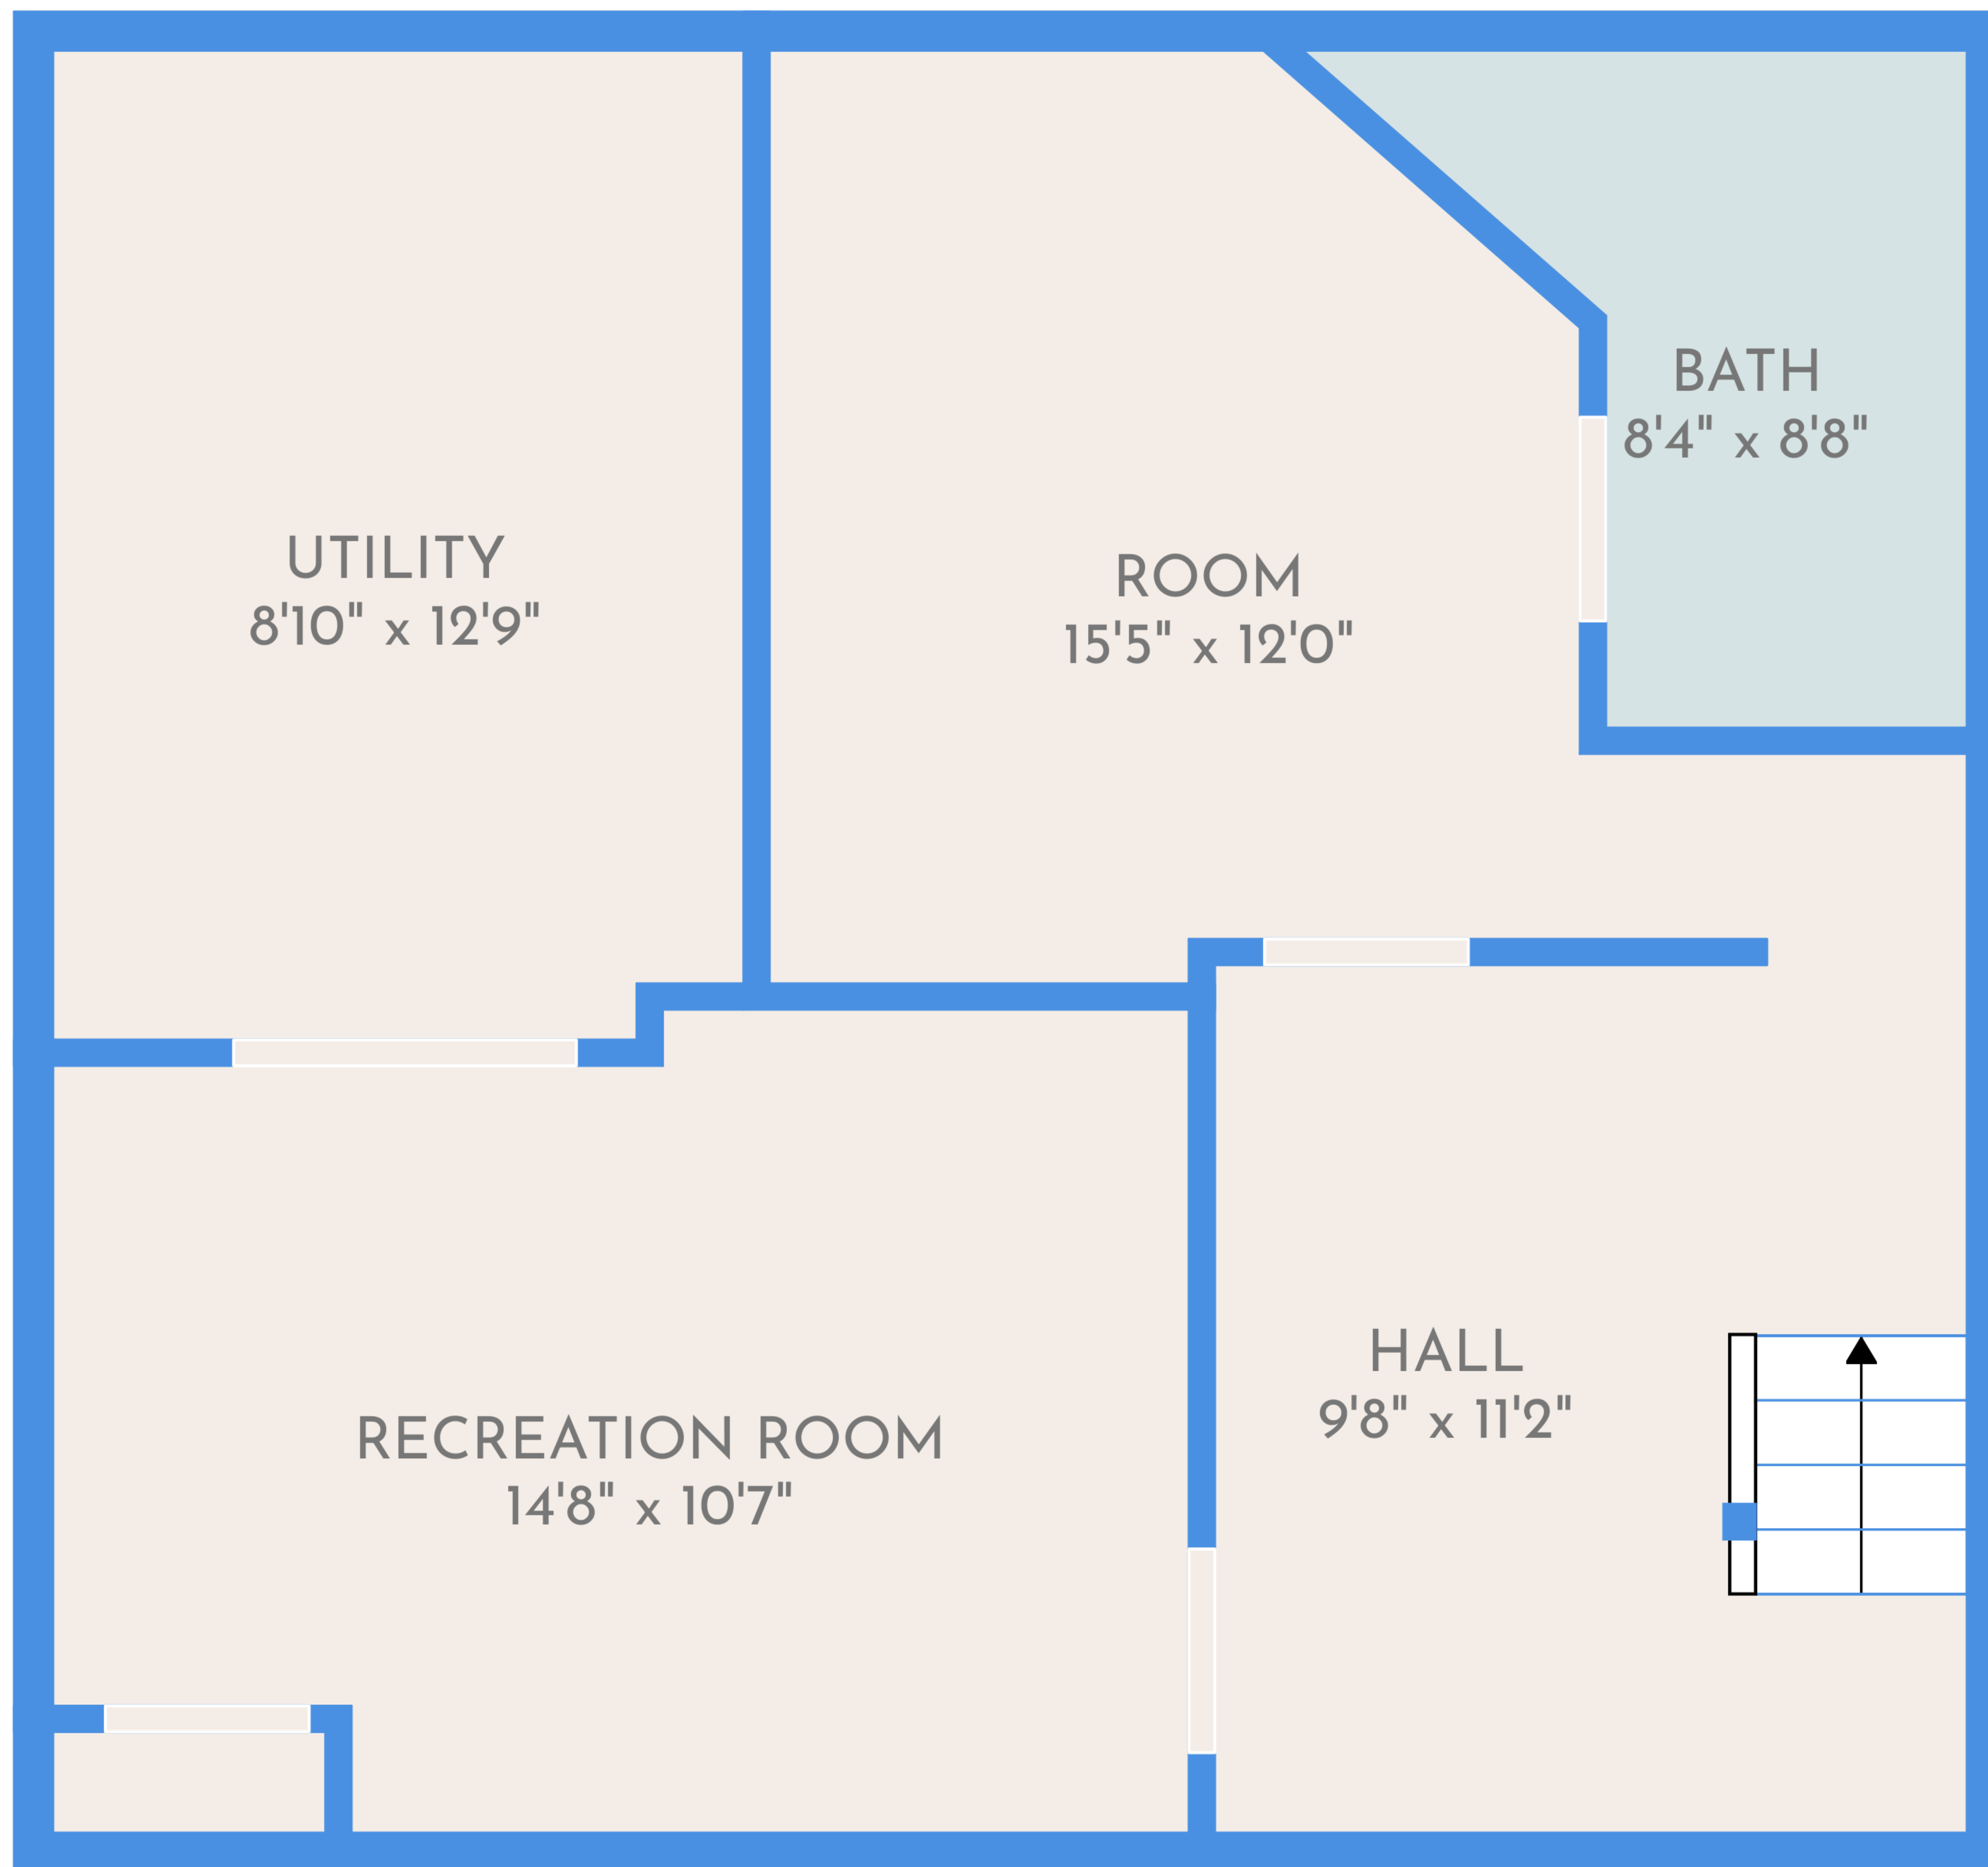 BATH
8'4" x 8'8"
UTILITY
8'10" x 12'9"
ROOM
15'5" x 12'0"
HALL
9'8" x 11'2"
RECREATION ROOM
14'8" x 10'7"